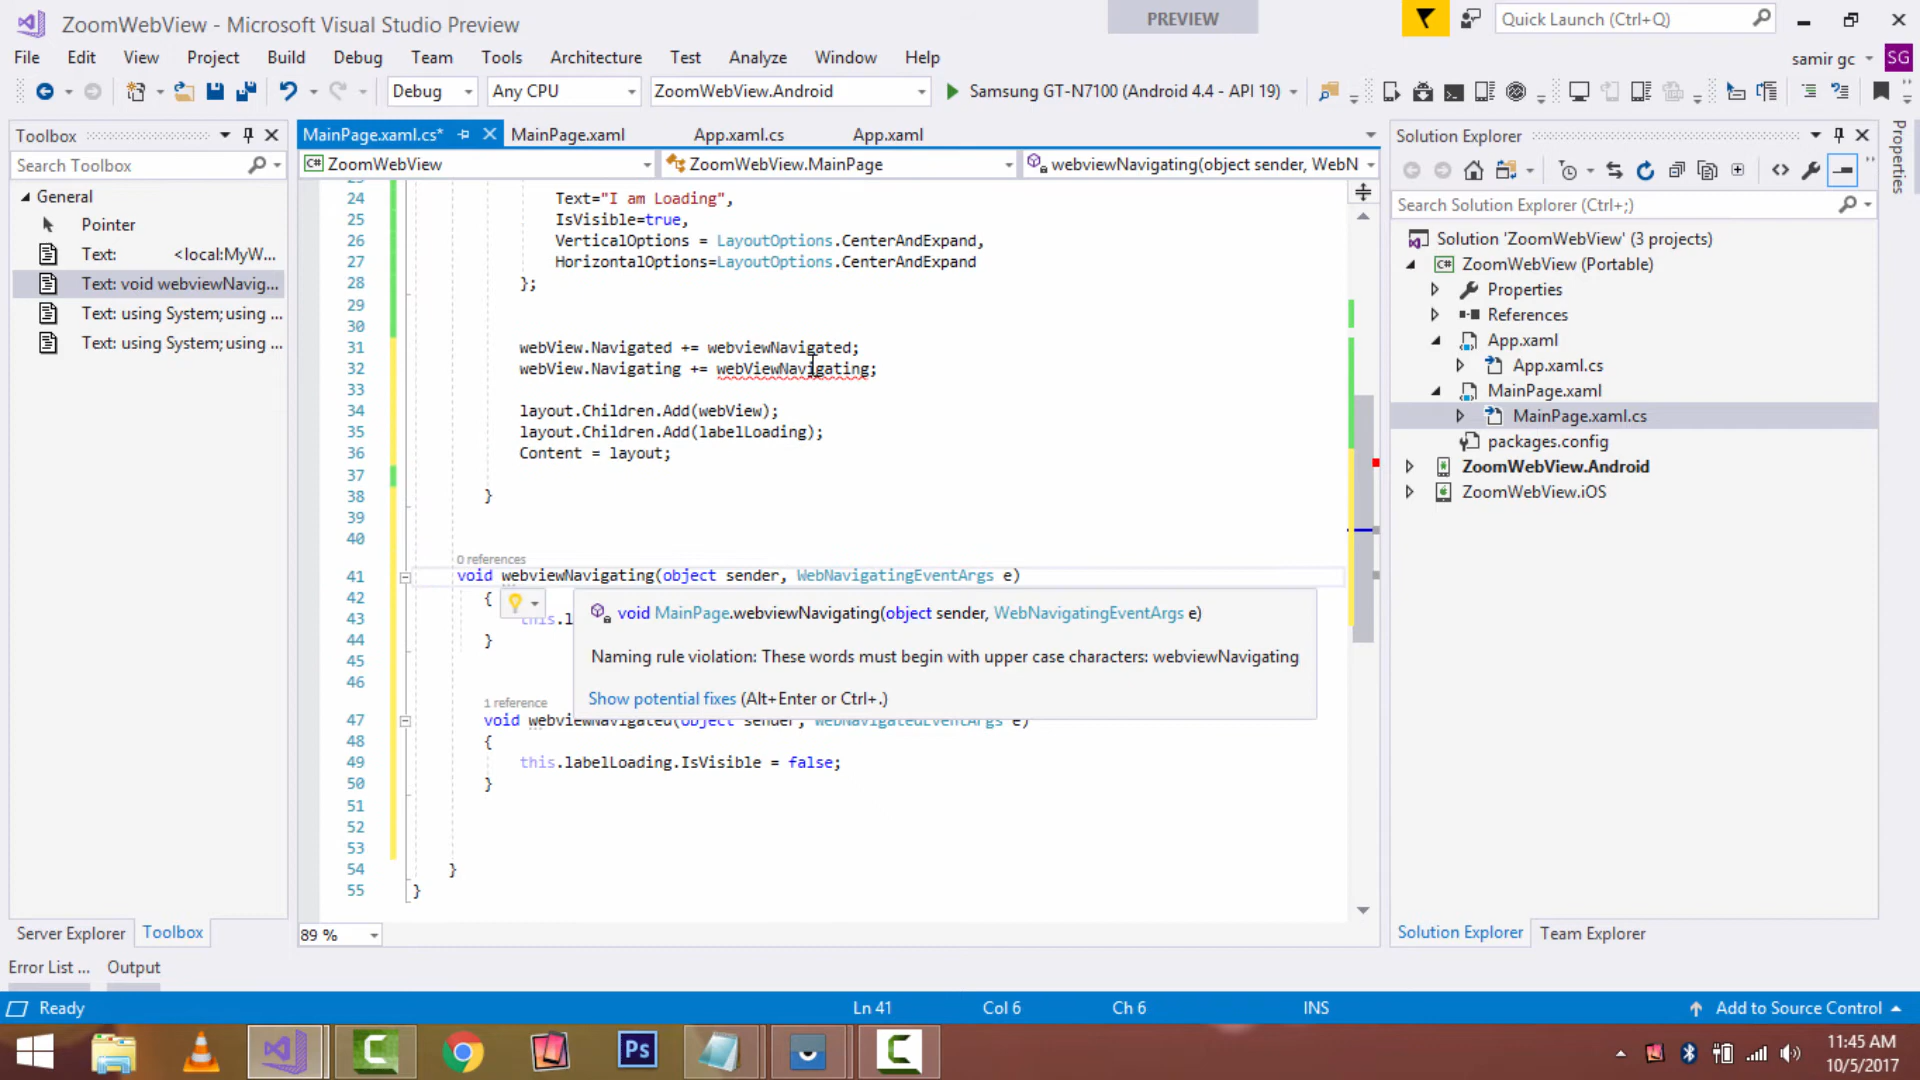 ZoomWebView - Microsoft Visual Studio Preview
PREVIEW
Quick Launch (Ctrl+Q)
File Edit View Project Build Debug Team Tools Architecture Test Analyze Window Help
samir gc SG
Debug Any CPU ZoomWebView.Android Samsung GT-N7100 (Android 4.4 - API 19)
Toolbox
Search Toolbox
General
Pointer
Text: <local:MyW...
Text: void webviewNavig...
Text: using System;using ...
Text: using System;using ...
Server Explorer Toolbox
MainPage.xaml.cs* MainPage.xaml App.xaml.cs App.xaml
ZoomWebView ZoomWebView.MainPage webviewNavigating(object sender, WebN
24 Text="I am Loading",
25 IsVisible=true,
26 VerticalOptions = LayoutOptions.CenterAndExpand,
27 HorizontalOptions=LayoutOptions.CenterAndExpand
28 };
29
30
31 webView.Navigated += webviewNavigated;
32 webView.Navigating += webViewNavigating;
33
34 layout.Children.Add(webView);
35 layout.Children.Add(labelLoading);
36 Content = layout;
37
38 }
39
40
0 references
41 void webviewNavigating(object sender, WebNavigatingEventArgs e)
42 {
43 this.l
44 }
45
46
void MainPage.webviewNavigating(object sender, WebNavigatingEventArgs e)
Naming rule violation: These words must begin with upper case characters: webviewNavigating
Show potential fixes (Alt+Enter or Ctrl+.)
1 reference
47 void webviewNavigated(object sender, WebNavigatedEventArgs e)
48 {
49 this.labelLoading.IsVisible = false;
50 }
51
52
53
54 }
55 }
89 %
Solution Explorer
Search Solution Explorer (Ctrl+;)
Solution 'ZoomWebView' (3 projects)
ZoomWebView (Portable)
Properties
References
App.xaml
App.xaml.cs
MainPage.xaml
MainPage.xaml.cs
packages.config
ZoomWebView.Android
ZoomWebView.iOS
Solution Explorer Team Explorer
Properties
Error List ... Output
Ready Ln 41 Col 6 Ch 6 INS Add to Source Control
Ps
11:45 AM
10/5/2017